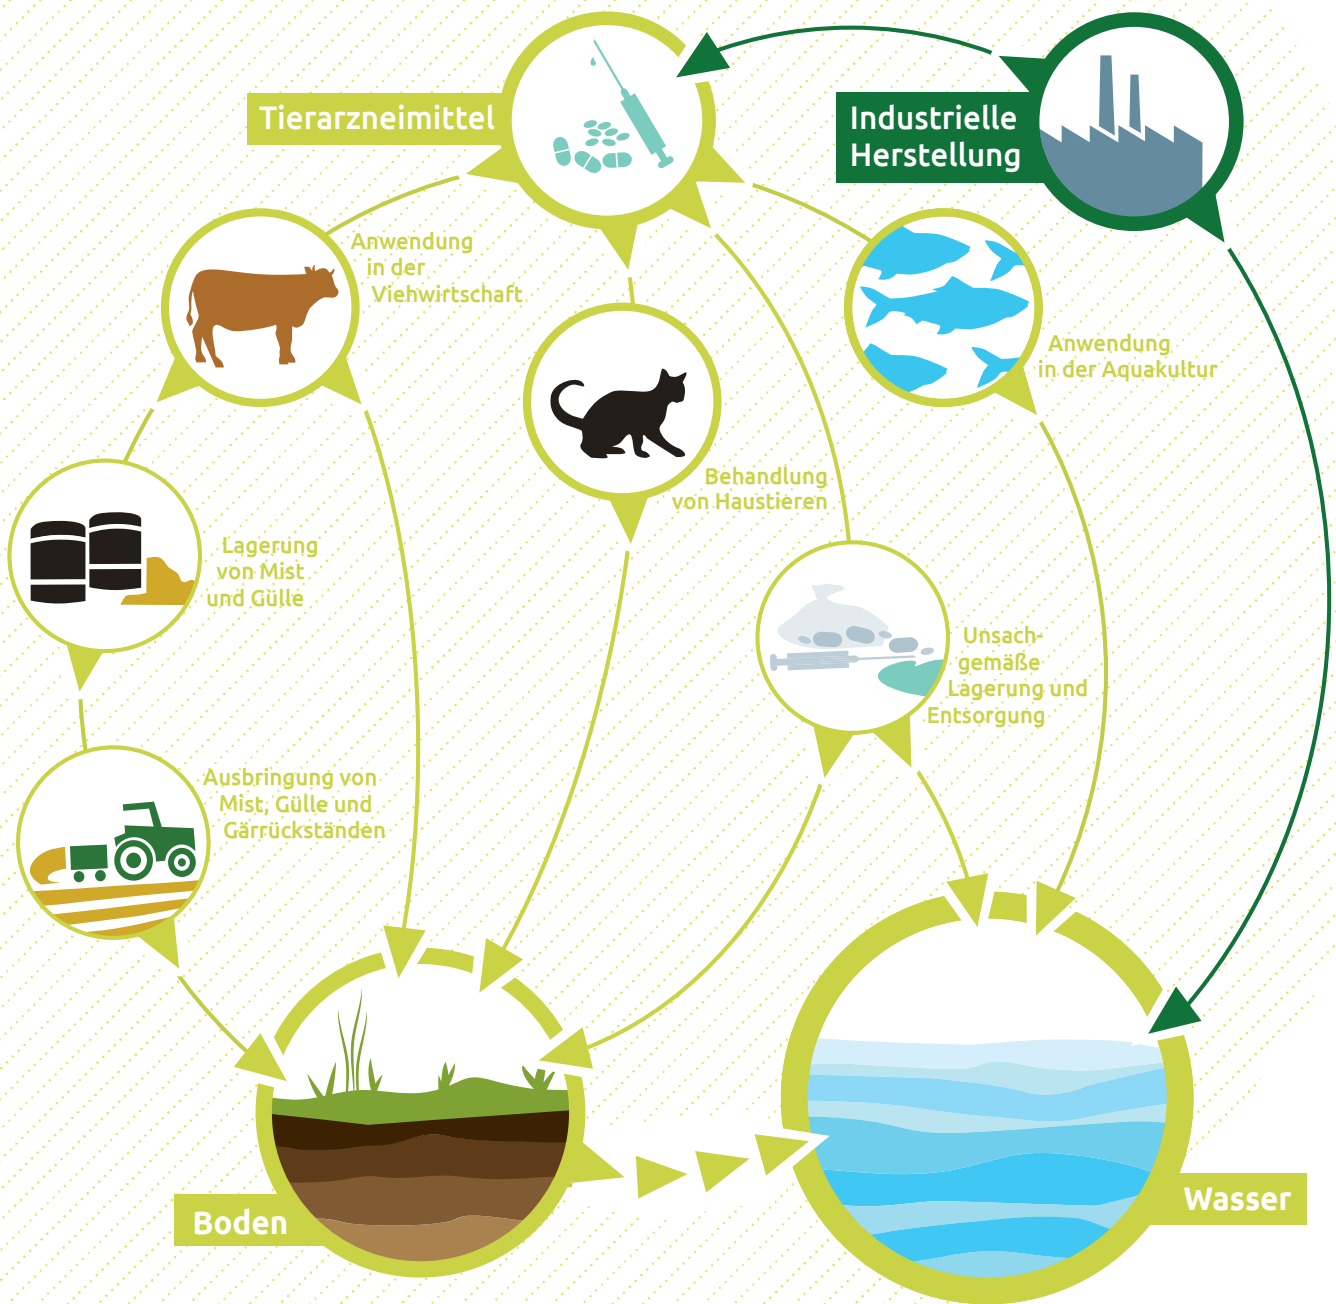 Tierarzneimittel
Industrielle
Herstellung
Anwendung
in der
Viehwirtschaft
Anwendung
in der Aquakultur
Behandlung
von Haustieren
Lagerung
von Mist
und Gülle
Unsach-
gemäße
Lagerung und
Entsorgung
Ausbringung von
Mist, Gülle und
Gärrückständen
Boden
Wasser